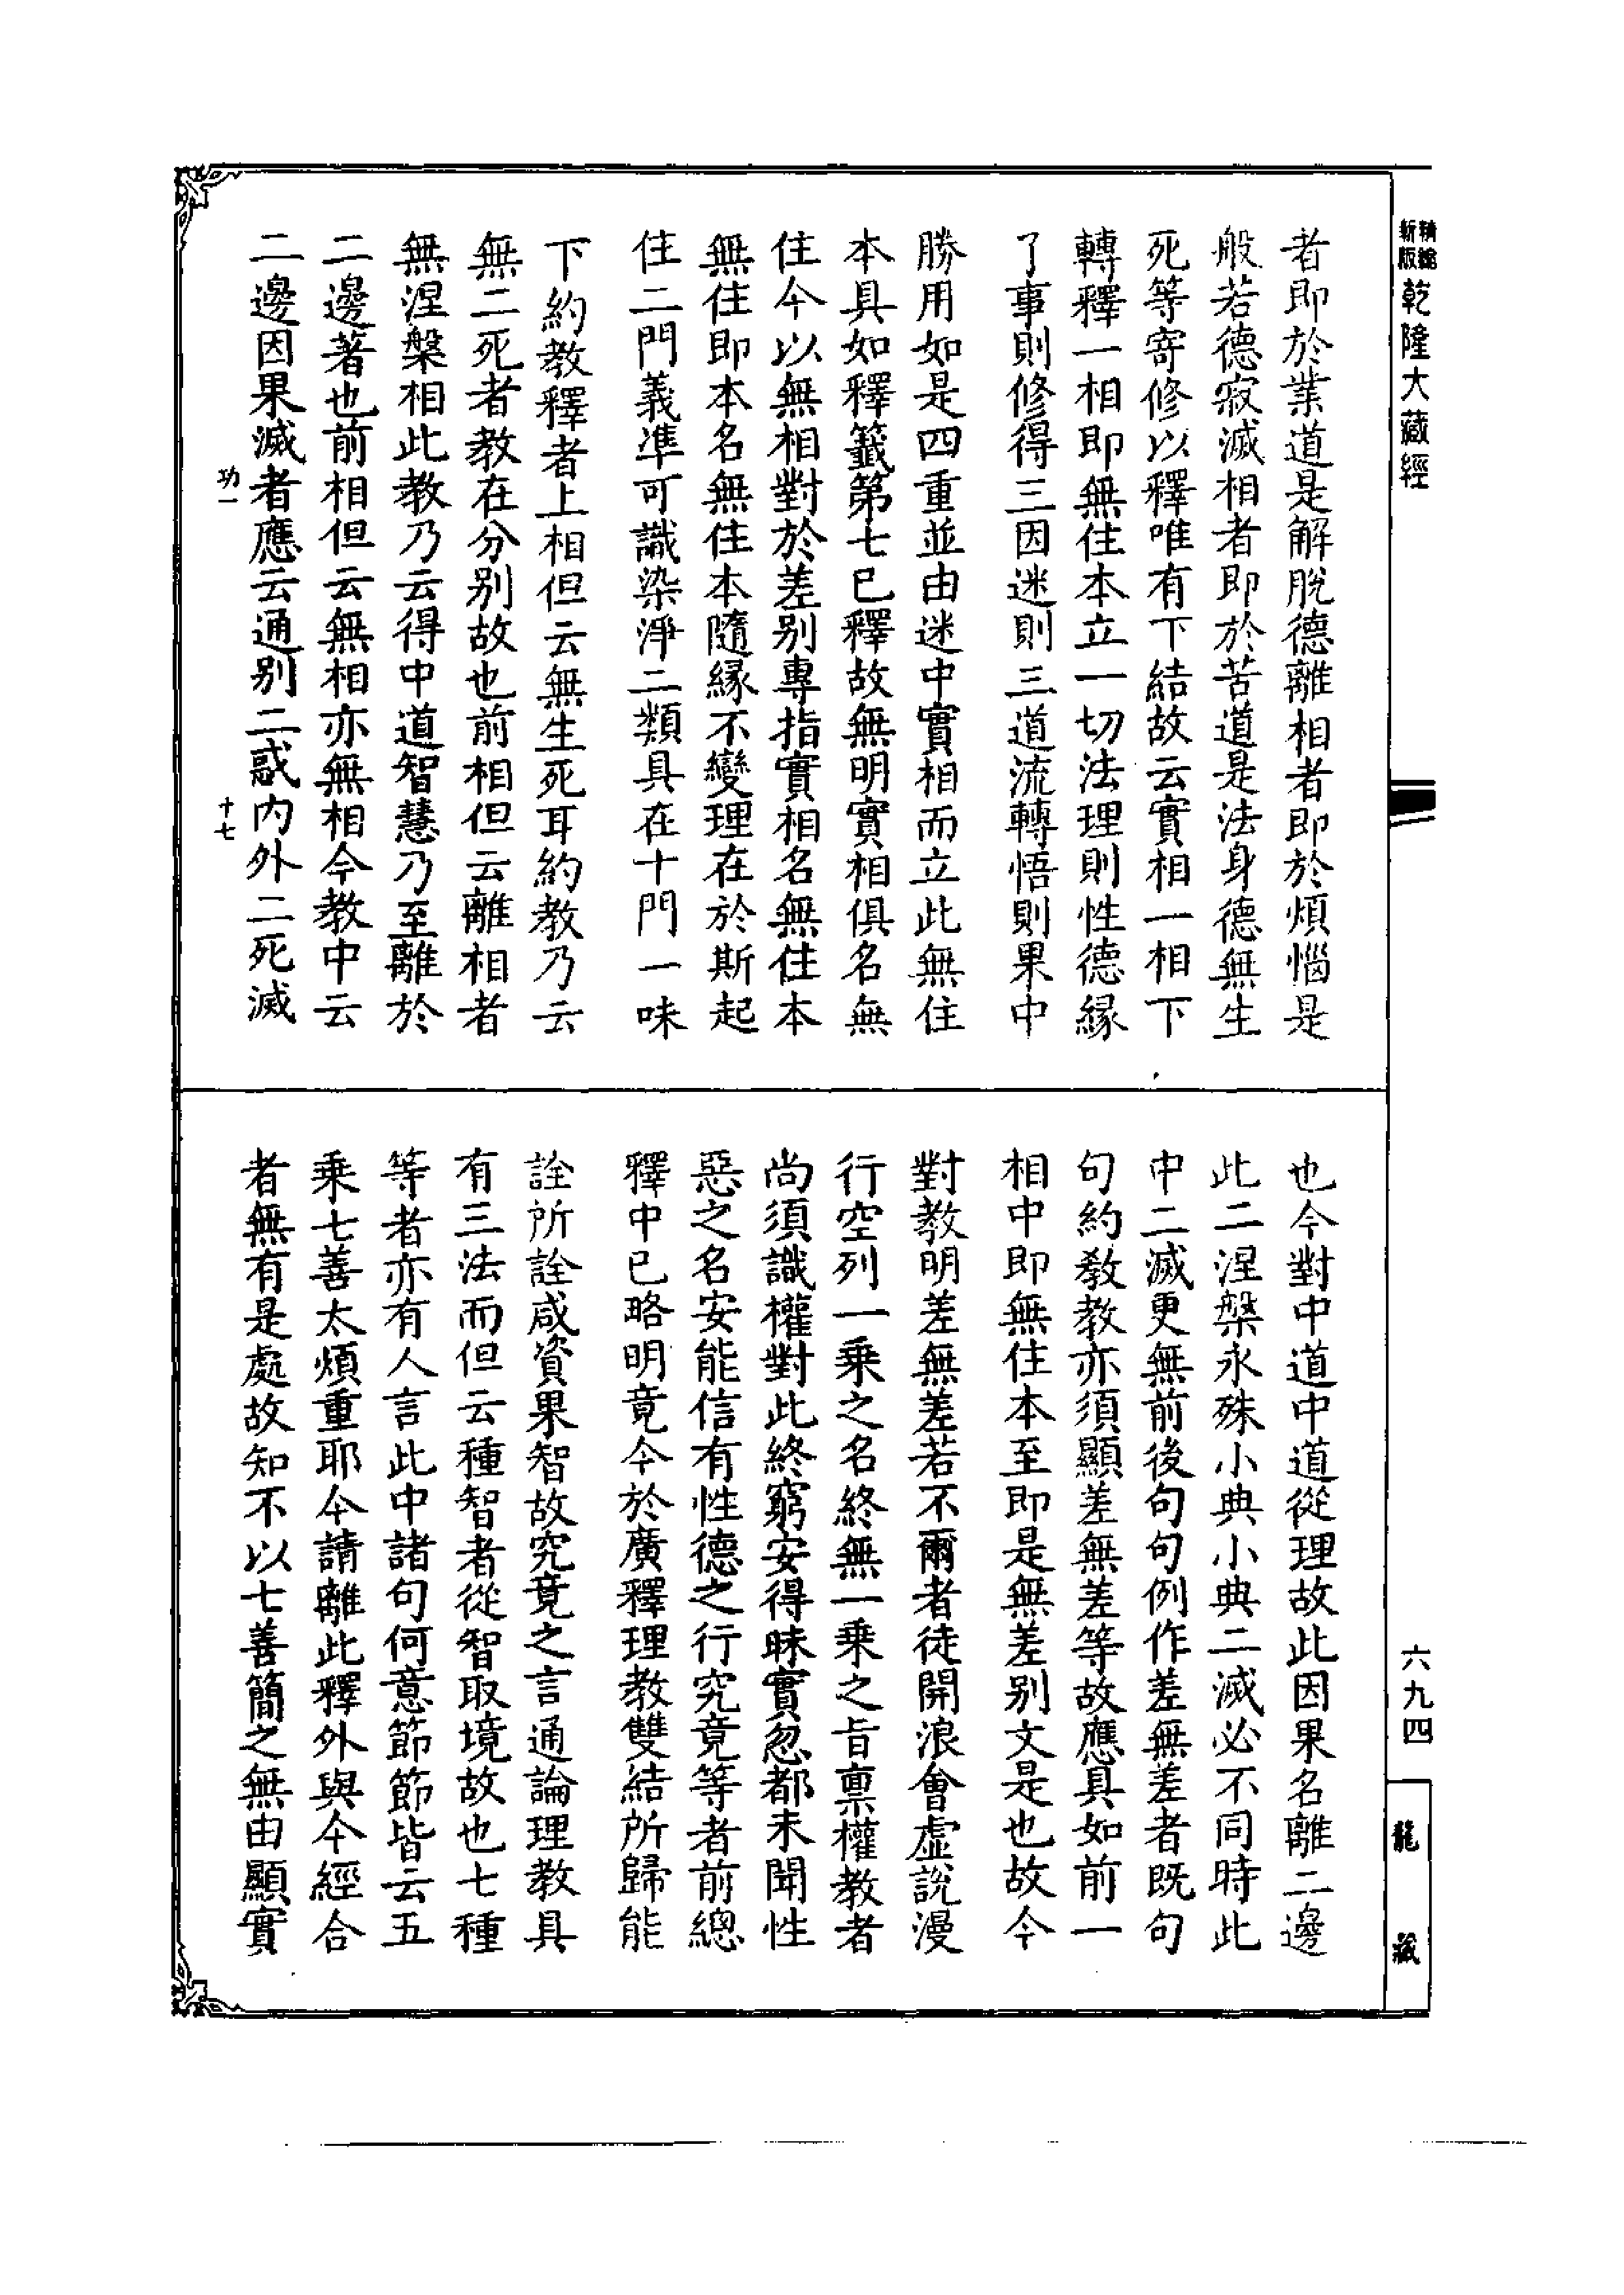 精縮
新版
乾隆大藏經
者即於業道是解脫德離相者即於煩惱是
般若德寂滅相者即於苦道是法身德無生
死等寄修以釋唯有下結故云實相一相下
轉釋一相即無住本立一切法理則性德緣
了事則修得三因迷則三道流轉悟則果中
勝用如是四重並由迷中實相而立此無住
本具如釋籤第七已釋故無明實相俱名無
住今以無相對於差別專指實相名無住本
無住即本名無住本隨緣不變理在於斯起
住二門義準可識染淨二類具在十門一味
下約教釋者上相但云無生死耳約教乃云
無二死者教在分別故也前相但云離相者
無涅槃相此教乃云得中道智慧乃至離於
二邊著也前相但云無相亦無相今教中云
二邊因果滅者應云通別二惑內外二死滅
功一
十七
也今對中道中道從理故此因果名離二邊
此二涅槃永殊小典小典二滅必不同時此
中二滅更無前後句句例作差無差者既句
句約教教亦須顯差無差等故應具如前一
相中即無住本至即是無差別文是也故今
對教明差無差若不爾者徒開浪會虛說漫
行空列一乘之名終無一乘之旨稟權教者
尚須識權對此終窮安得昧實忽都未聞性
惡之名安能信有性德之行究竟等者前總
釋中已略明竟今於廣釋理教雙結所歸能
詮所詮咸資果智故究竟之言通論理教具
有三法而但云種智者從智取境故也七種
等者亦有人言此中諸句何意節節皆云五
乘七善太煩重耶今請離此釋外與今經合
者無有是處故知不以七善簡之無由顯實
六九四
龍藏